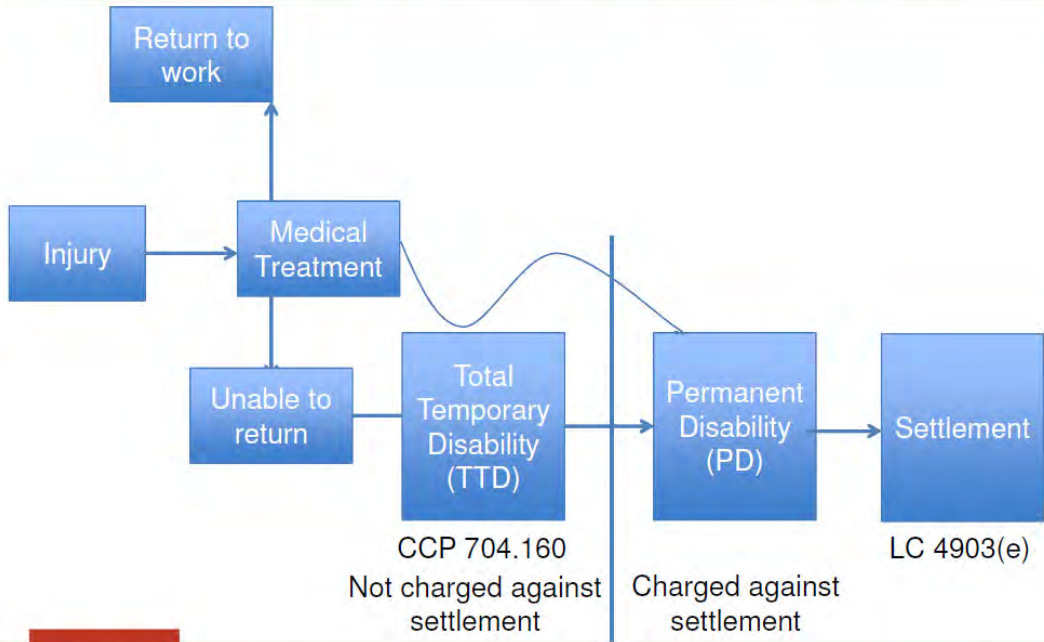 Return to
work
Injury
Medical
Treatment
Unable to
return
Total
Temporary
Disability
(TTD)
Permanent
Disability
(PD)
Settlement
CCP 704.160
Not charged against
settlement
Charged against
settlement
LC 4903(e)